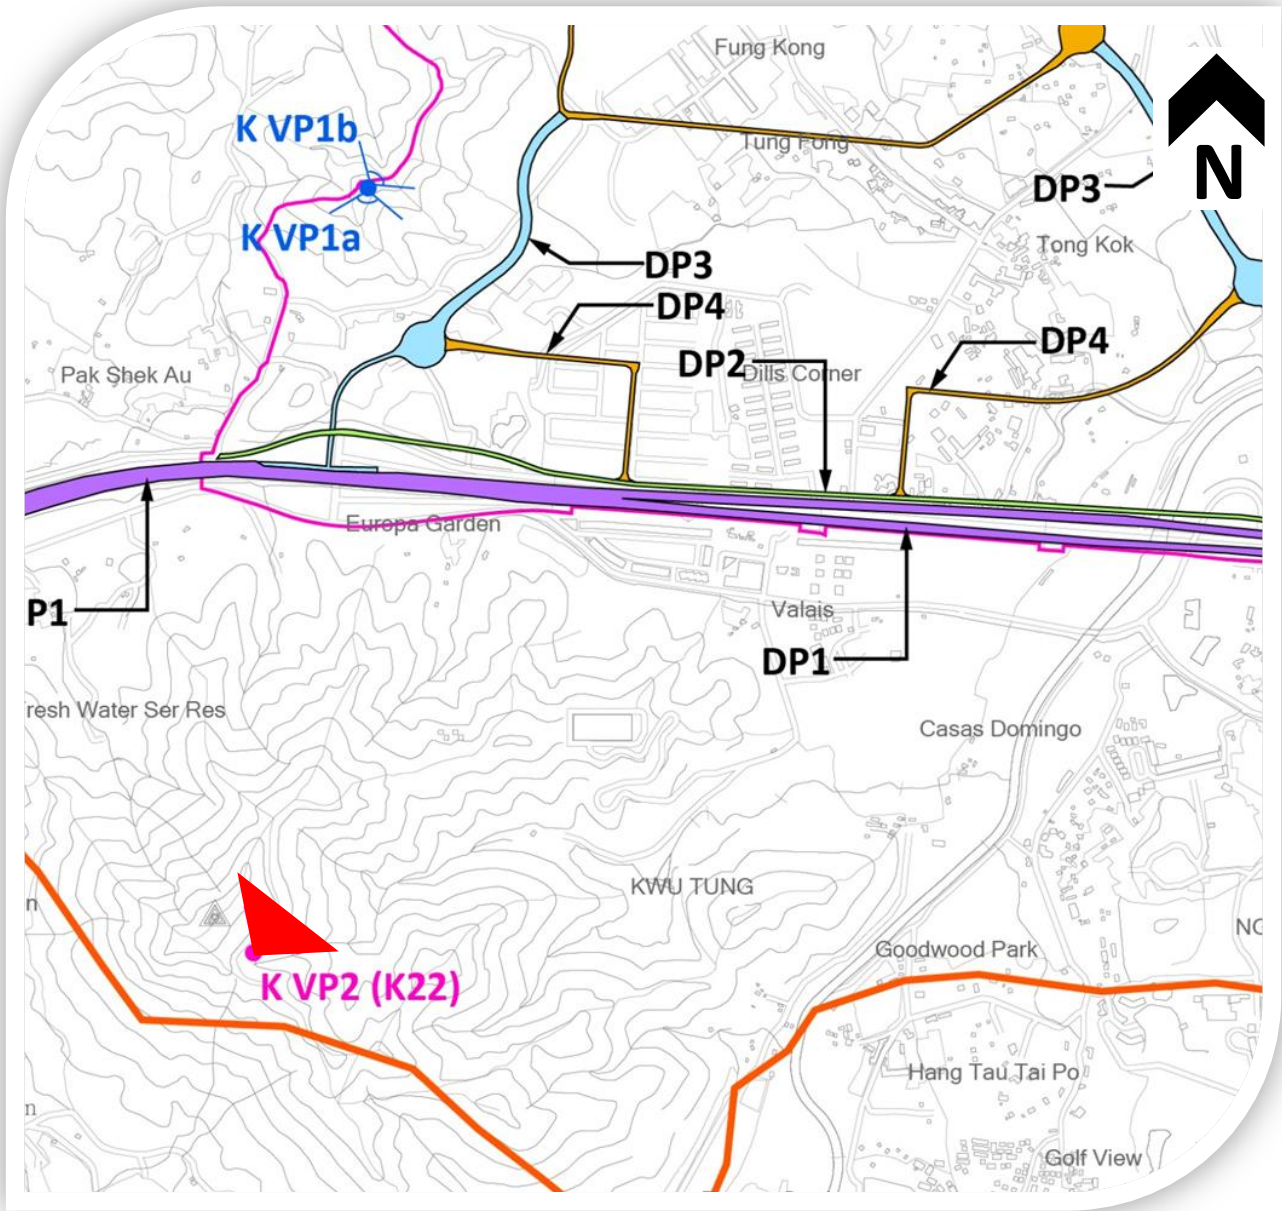 Fung Kong
K VP1b
Tung Fong
N
DP3
K VP1a
Tong Kok
DP3
DP4
DP4
DP2
Dills Corner
Pak Shek Au
Europa Garden
P1
Valais
DP1
resh Water Ser Res
Casas Domingo
KWU TUNG
n
NG
Goodwood Park
K VP2 (K22)
Hang Tau Tai Po
n
Golf View